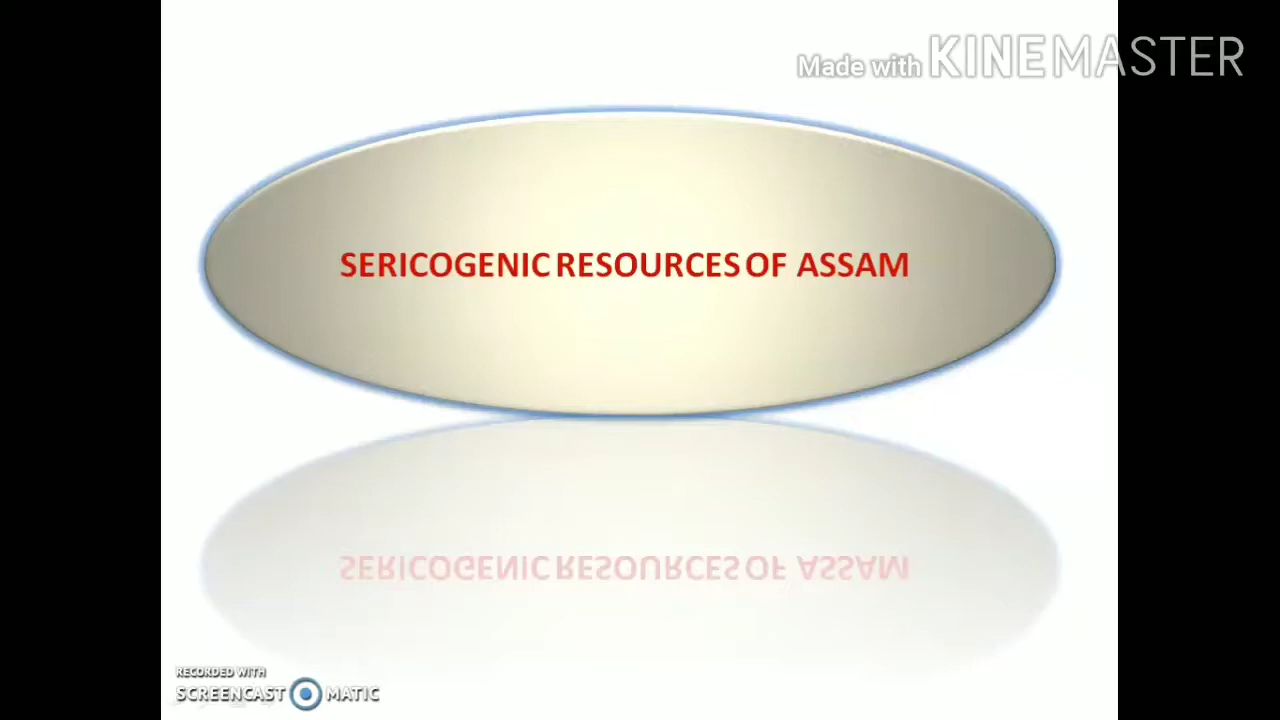 Made with KINEMASTER
SERICOGENIC RESOURCES OF ASSAM
SERICOGENIC RESOURCES OF ASSAM
RECORDED WITH
SCREENCAST MATIC